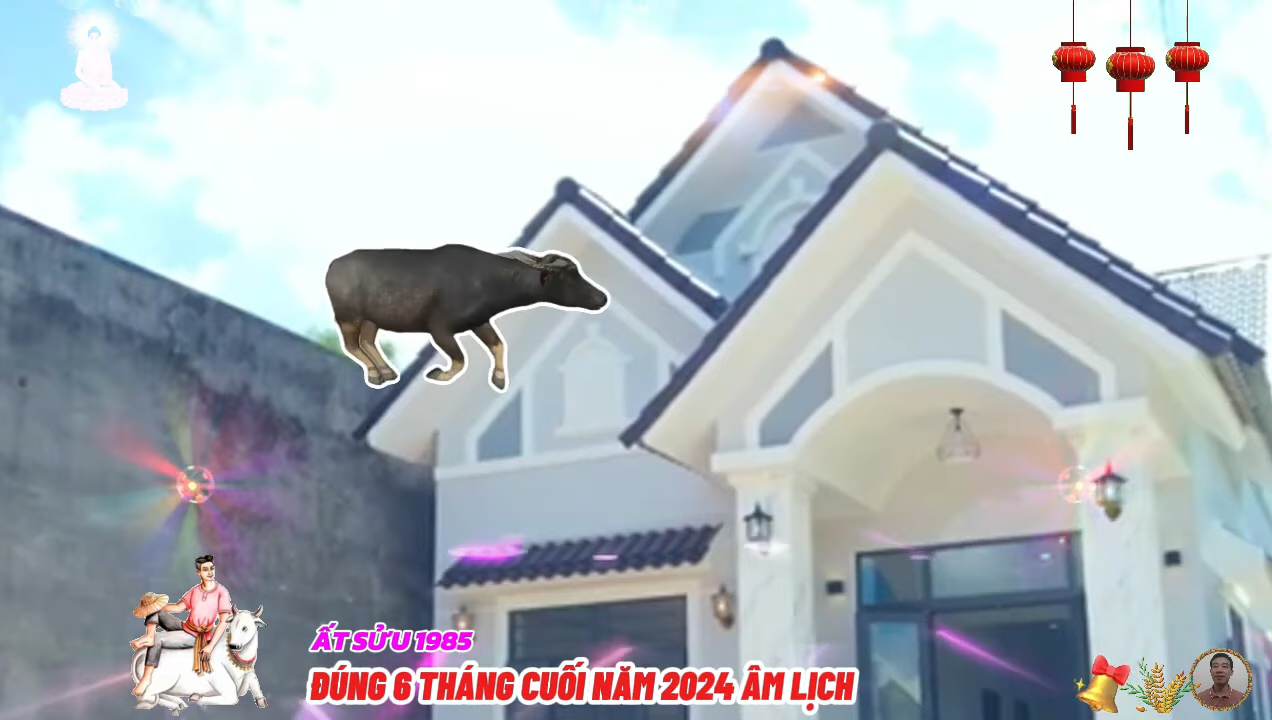 ẤT SỬU 1985
ĐÚNG 6 THÁNG CUỐI NĂM 2024 ÂM LỊCH